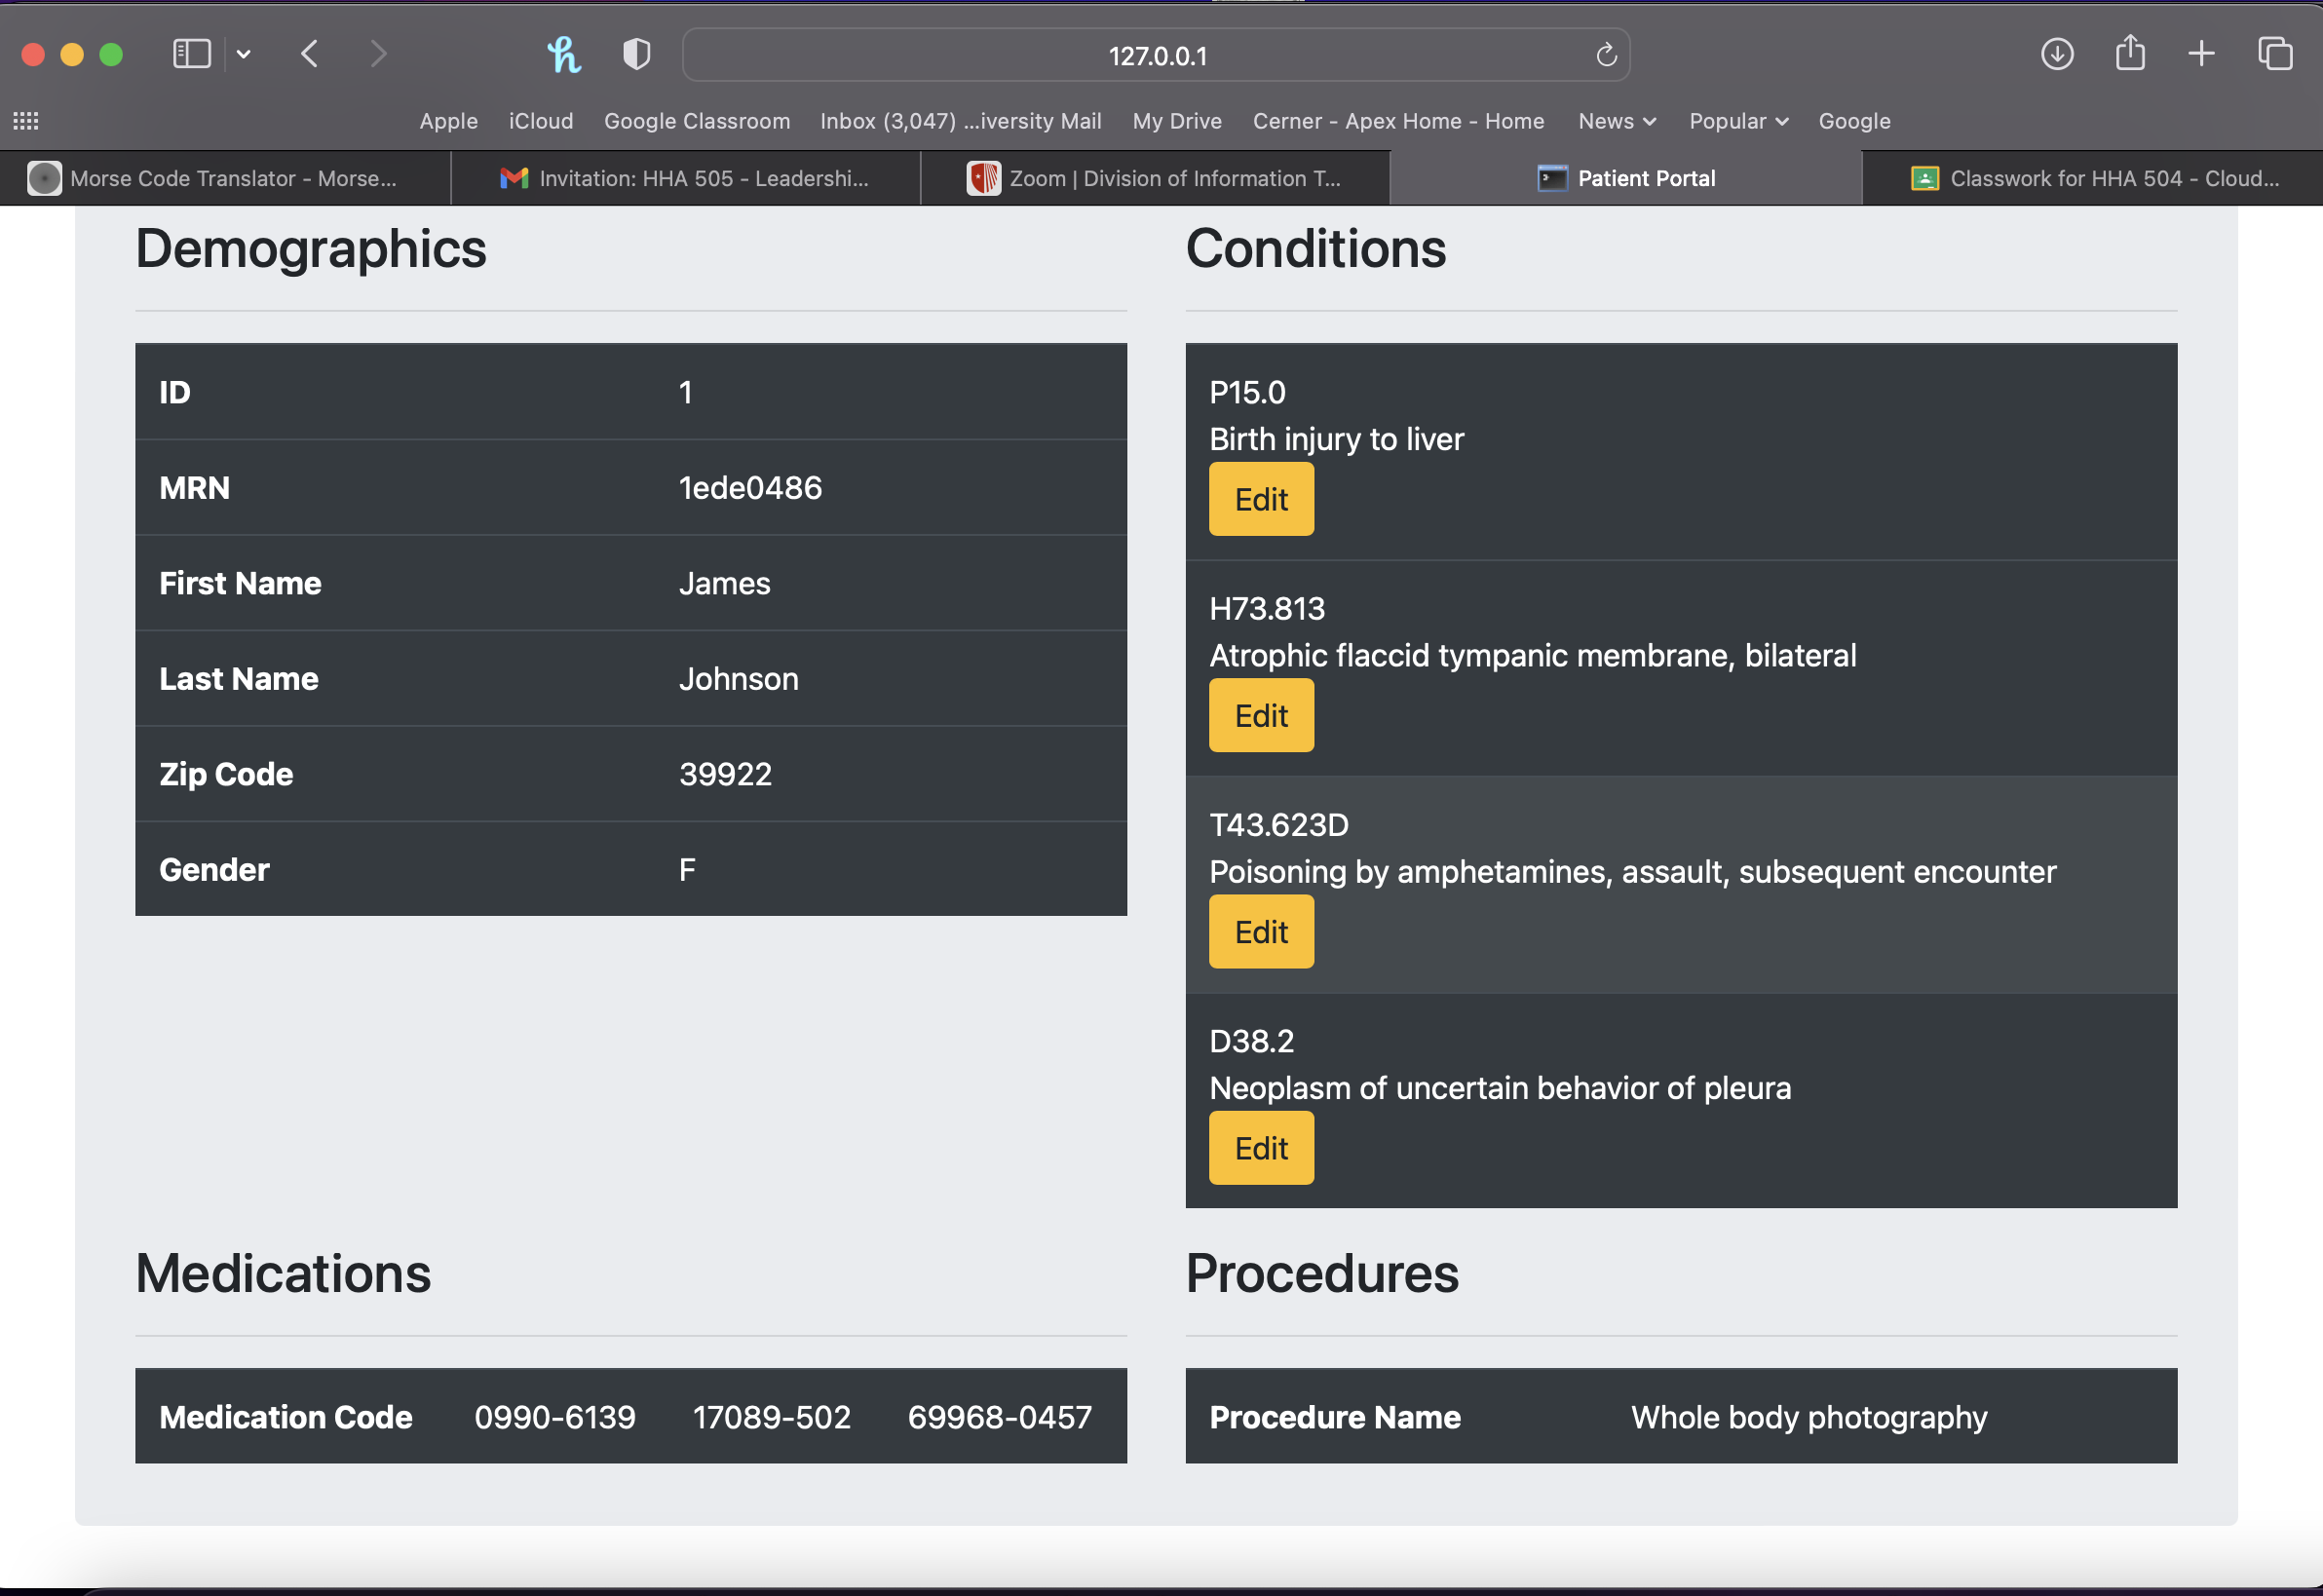 127.0.0.1
Apple iCloud Google Classroom Inbox (3,047) ...iversity Mail My Drive Cerner - Apex Home - Home News Popular Google
Morse Code Translator - Morse... Invitation: HHA 505 - Leadershi... Zoom | Division of Information T... Patient Portal Classwork for HHA 504 - Cloud...
Demographics
ID 1
MRN 1ede0486
First Name James
Last Name Johnson
Zip Code 39922
Gender F
Conditions
P15.0
Birth injury to liver
Edit
H73.813
Atrophic flaccid tympanic membrane, bilateral
Edit
T43.623D
Poisoning by amphetamines, assault, subsequent encounter
Edit
D38.2
Neoplasm of uncertain behavior of pleura
Edit
Medications
Medication Code 0990-6139 17089-502 69968-0457
Procedures
Procedure Name Whole body photography